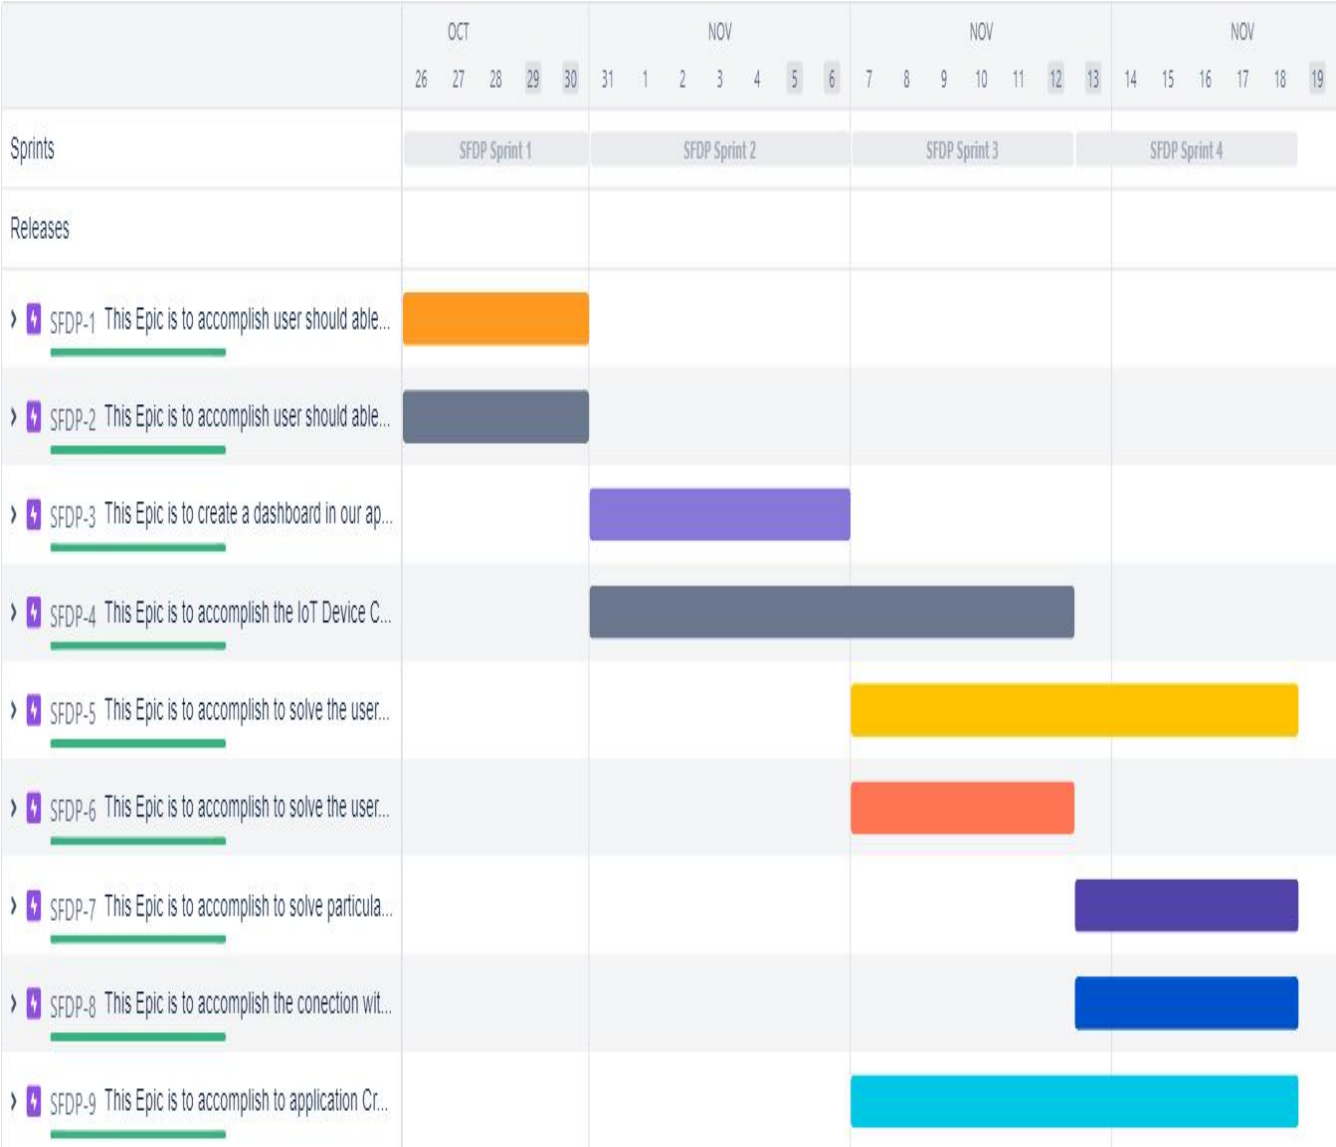 OCT NOV NOV NOV
26 27 28 29 30 31 1 2 3 4 5 6 7 8 9 10 11 12 13 14 15 16 17 18 19
Sprints SFDP Sprint 1 SFDP Sprint 2 SFDP Sprint 3 SFDP Sprint 4
Releases
SFDP-1 This Epic is to accomplish user should able...
SFDP-2 This Epic is to accomplish user should able...
SFDP-3 This Epic is to create a dashboard in our ap...
SFDP-4 This Epic is to accomplish the IoT Device C...
SFDP-5 This Epic is to accomplish to solve the user...
SFDP-6 This Epic is to accomplish to solve the user...
SFDP-7 This Epic is to accomplish to solve particula...
SFDP-8 This Epic is to accomplish the conection wit...
SFDP-9 This Epic is to accomplish to application Cr...